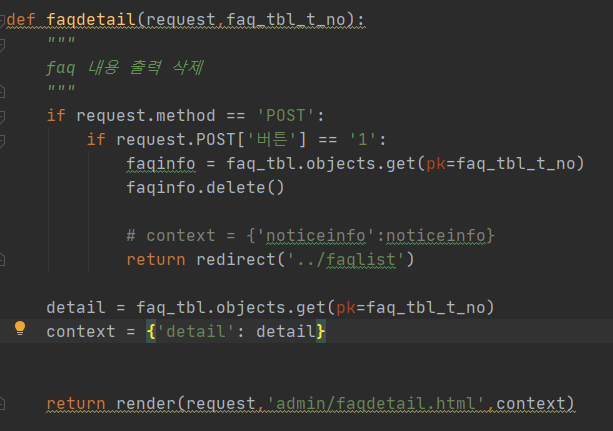 def faqdetail(request,faq_tbl_t_no):
"""
faq 내용 출력 삭제
"""
if request.method == 'POST':
if request.POST['버튼'] == '1':
faqinfo = faq_tbl.objects.get(pk=faq_tbl_t_no)
faqinfo.delete()
# context = {'noticeinfo':noticeinfo}
return redirect('../faqlist')
detail = faq_tbl.objects.get(pk=faq_tbl_t_no)
context = {'detail': detail}
return render(request,'admin/faqdetail.html',context)